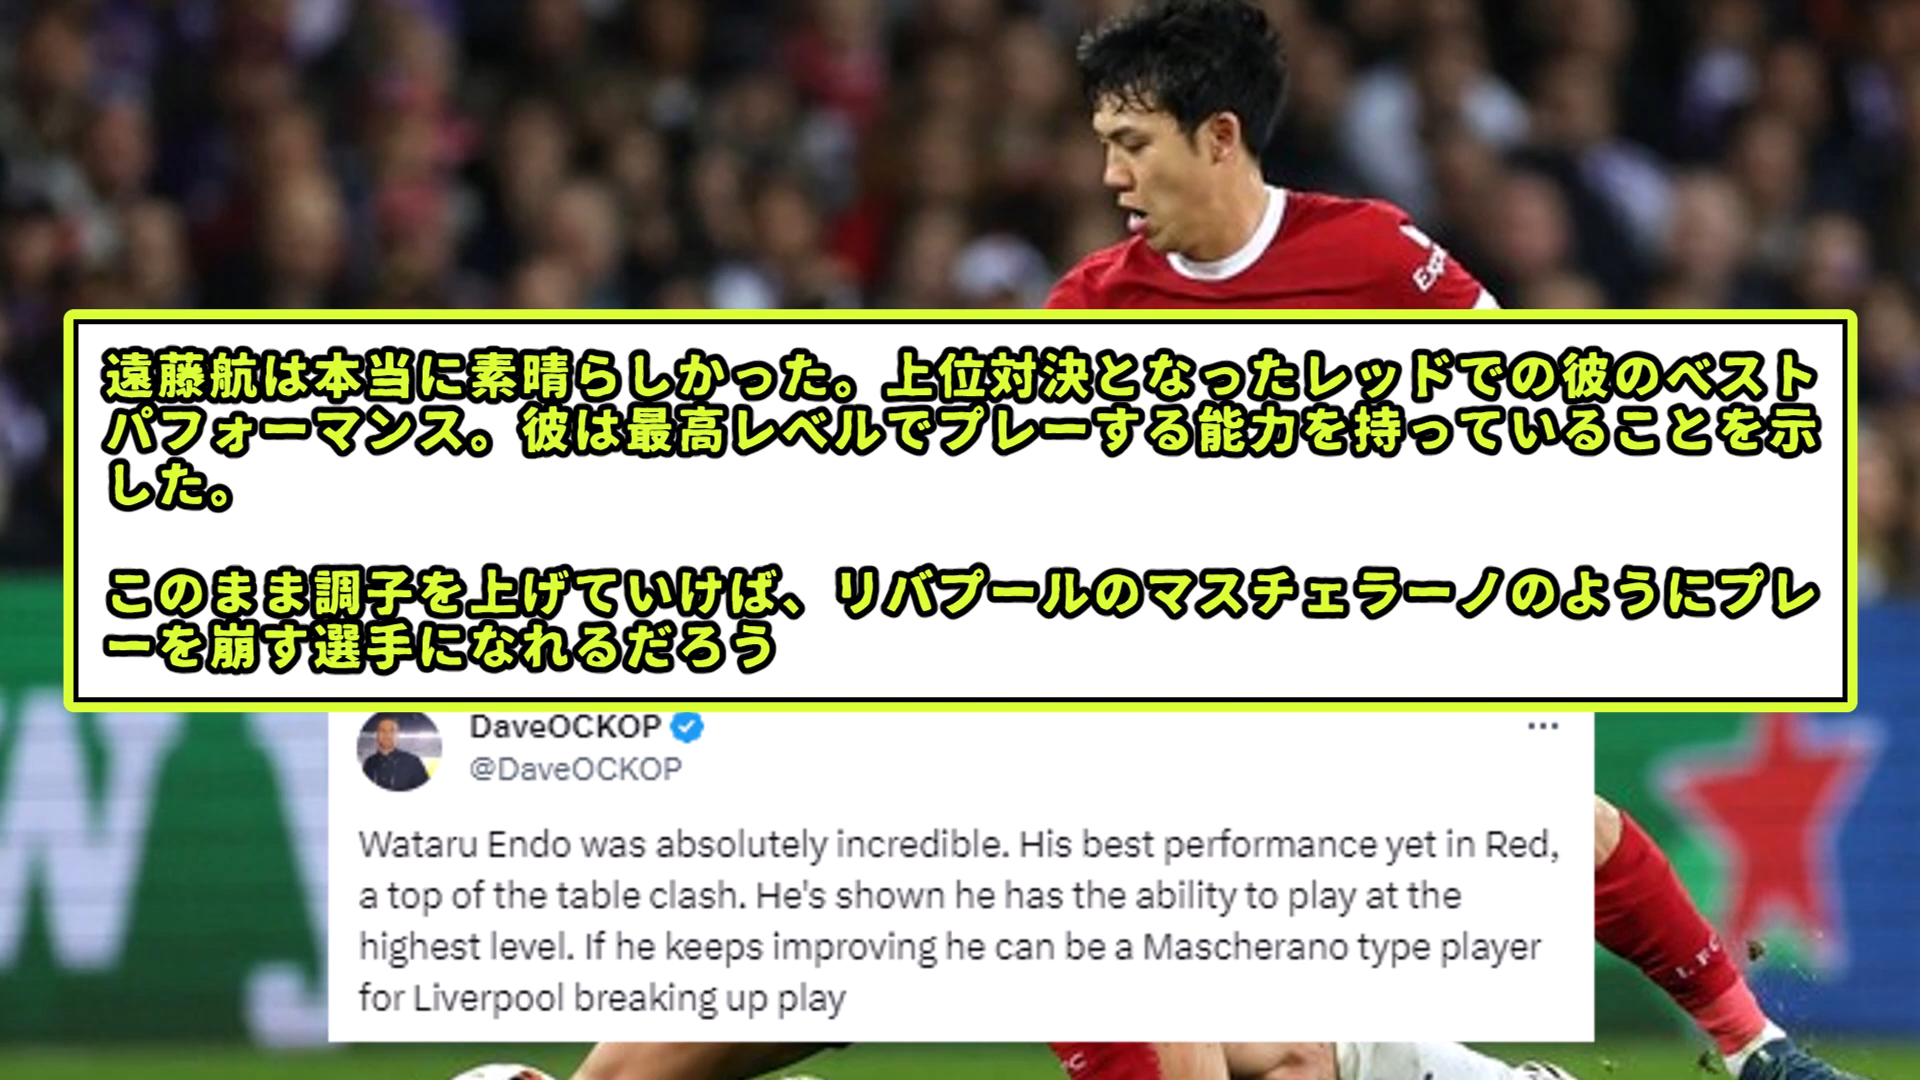 Exp
遠藤航は本当に素晴らしかった。上位対決となったレッドでの彼のベスト
パフォーマンス。彼は最高レベルでプレーする能力を持っていることを示
した。
このまま調子を上げていけば、リバプールのマスチェラーノのようにプレ
ーを崩す選手になれるだろう
DaveOCKOP
@DaveOCKOP
Wataru Endo was absolutely incredible. His best performance yet in Red,
a top of the table clash. He's shown he has the ability to play at the
highest level. If he keeps improving he can be a Mascherano type player
for Liverpool breaking up play
L.F.C